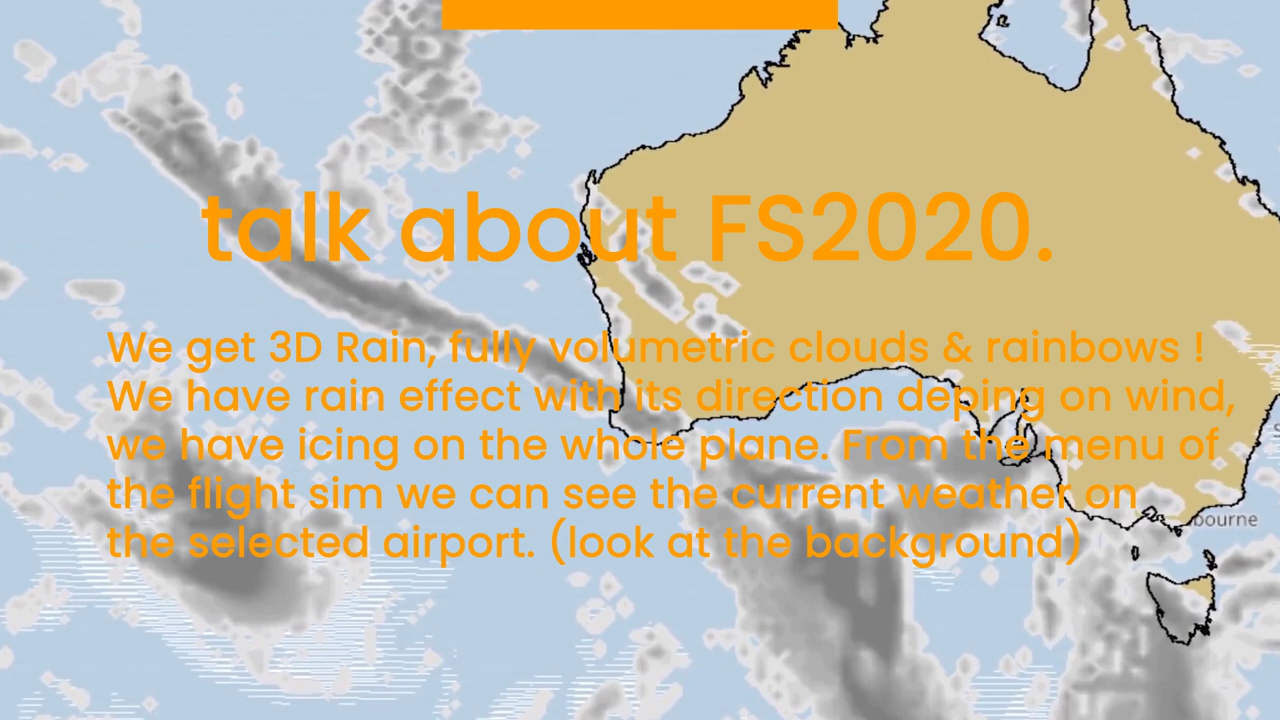 talk about FS2020.
We get 3D Rain, fully volumetric clouds & rainbows !
We have rain effect with its direction deping on wind,
we have icing on the whole plane. From the menu of
the flight sim we can see the current weather on
the selected airport. (look at the background)
bourne